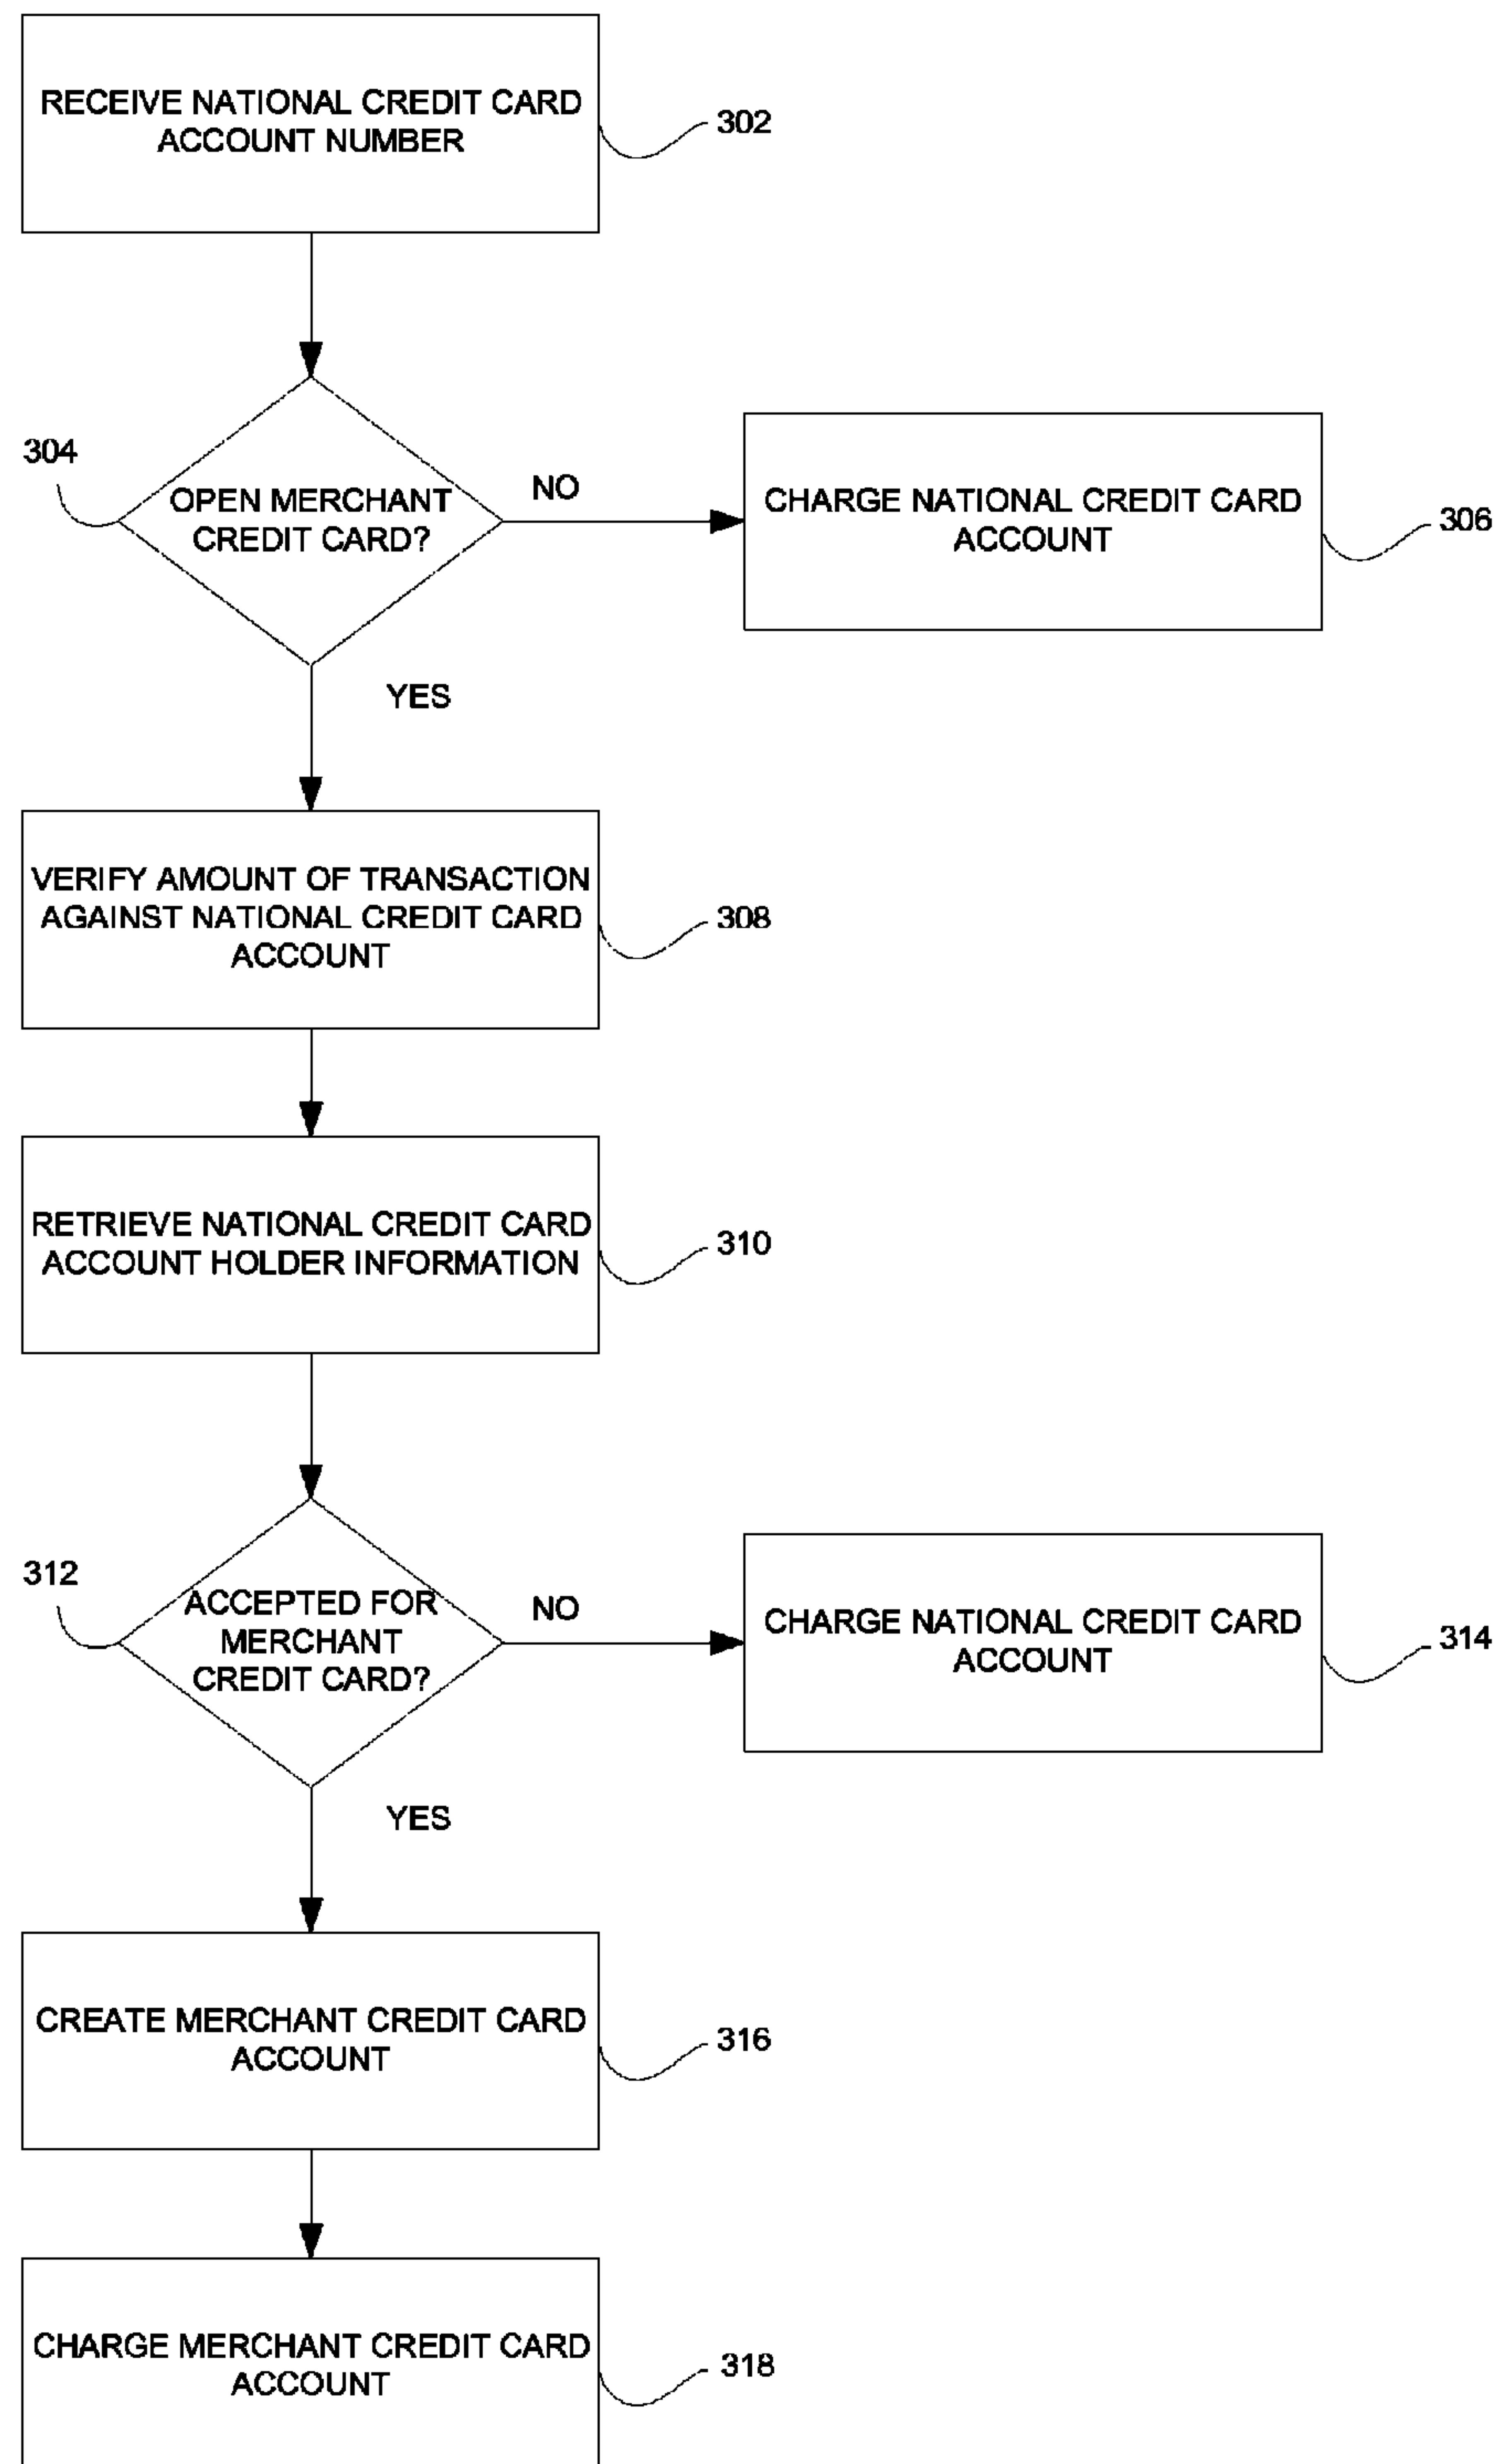 RECEIVE NATIONAL CREDIT CARD
ACCOUNT NUMBER
302
304
OPEN MERCHANT
CREDIT CARD?
NO
CHARGE NATIONAL CREDIT CARD
ACCOUNT
306
YES
VERIFY AMOUNT OF TRANSACTION
AGAINST NATIONAL CREDIT CARD
ACCOUNT
308
RETRIEVE NATIONAL CREDIT CARD
ACCOUNT HOLDER INFORMATION
310
312
ACCEPTED FOR
MERCHANT
CREDIT CARD?
NO
CHARGE NATIONAL CREDIT CARD
ACCOUNT
314
YES
CREATE MERCHANT CREDIT CARD
ACCOUNT
316
CHARGE MERCHANT CREDIT CARD
ACCOUNT
318